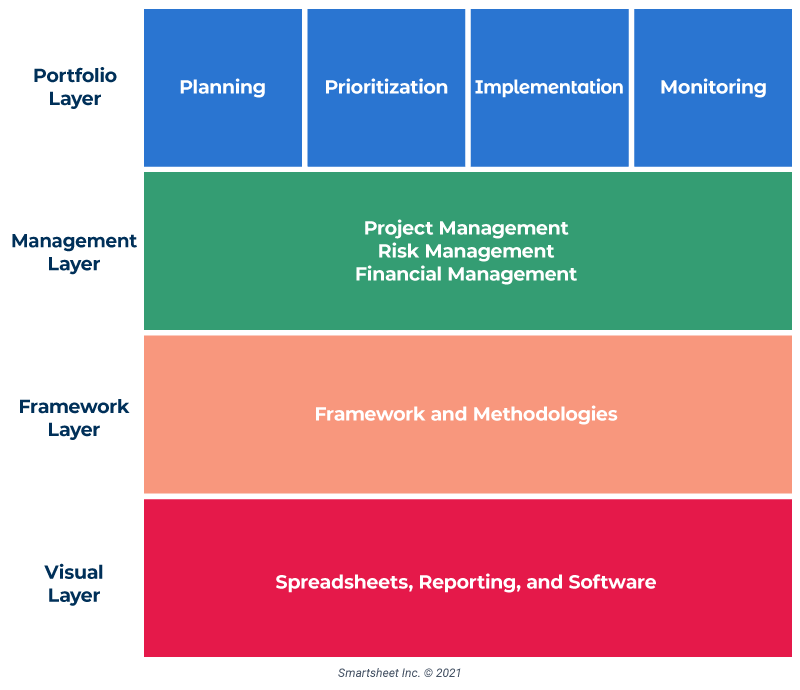 Portfolio
Layer
Planning
Prioritization
Implementation
Monitoring
Management
Layer
Project Management
Risk Management
Financial Management
Framework
Layer
Framework and Methodologies
Visual
Layer
Spreadsheets, Reporting, and Software
Smartsheet Inc. © 2021